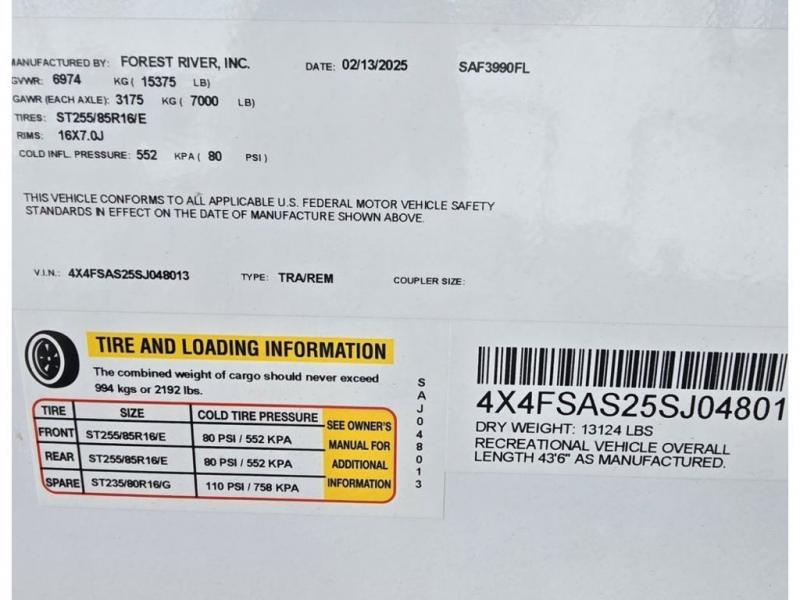 MANUFACTURED BY: FOREST RIVER, INC. DATE: 02/13/2025 SAF3990FL
GVWR: 6974 KG ( 15375 LB)
GAWR (EACH AXLE): 3175 KG ( 7000 LB)
TIRES: ST255/85R16/E
RIMS: 16X7.0J
COLD INFL. PRESSURE: 552 KPA ( 80 PSI )
THIS VEHICLE CONFORMS TO ALL APPLICABLE U.S. FEDERAL MOTOR VEHICLE SAFETY
STANDARDS IN EFFECT ON THE DATE OF MANUFACTURE SHOWN ABOVE.
V.I.N.: 4X4FSAS25SJ048013 TYPE: TRA/REM COUPLER SIZE:
TIRE AND LOADING INFORMATION
The combined weight of cargo should never exceed
994 kgs or 2192 lbs.
TIRE SIZE COLD TIRE PRESSURE
FRONT ST255/85R16/E 80 PSI / 552 KPA
REAR ST255/85R16/E 80 PSI / 552 KPA
SPARE ST235/80R16/G 110 PSI / 758 KPA
SEE OWNER'S
MANUAL FOR
ADDITIONAL
INFORMATION
SAJ048013
4X4FSAS25SJ04801
DRY WEIGHT: 13124 LBS
RECREATIONAL VEHICLE OVERALL
LENGTH 43'6" AS MANUFACTURED.